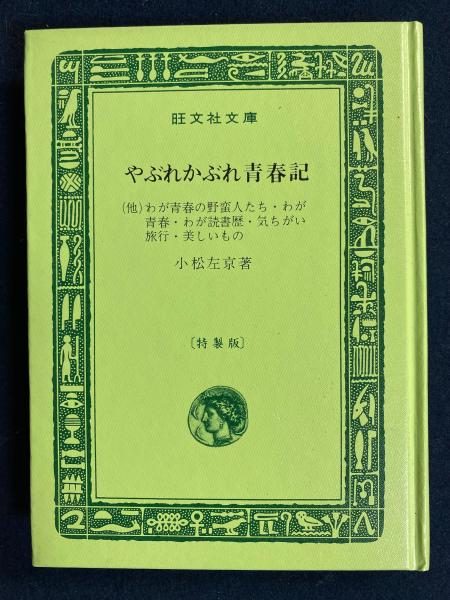 旺文社文庫
やぶれかぶれ青春記
(他)わが青春の野蛮人たち・わが
青春・わが読書歴・気ちがい
旅行・美しいもの
小松左京著
〔特製版〕